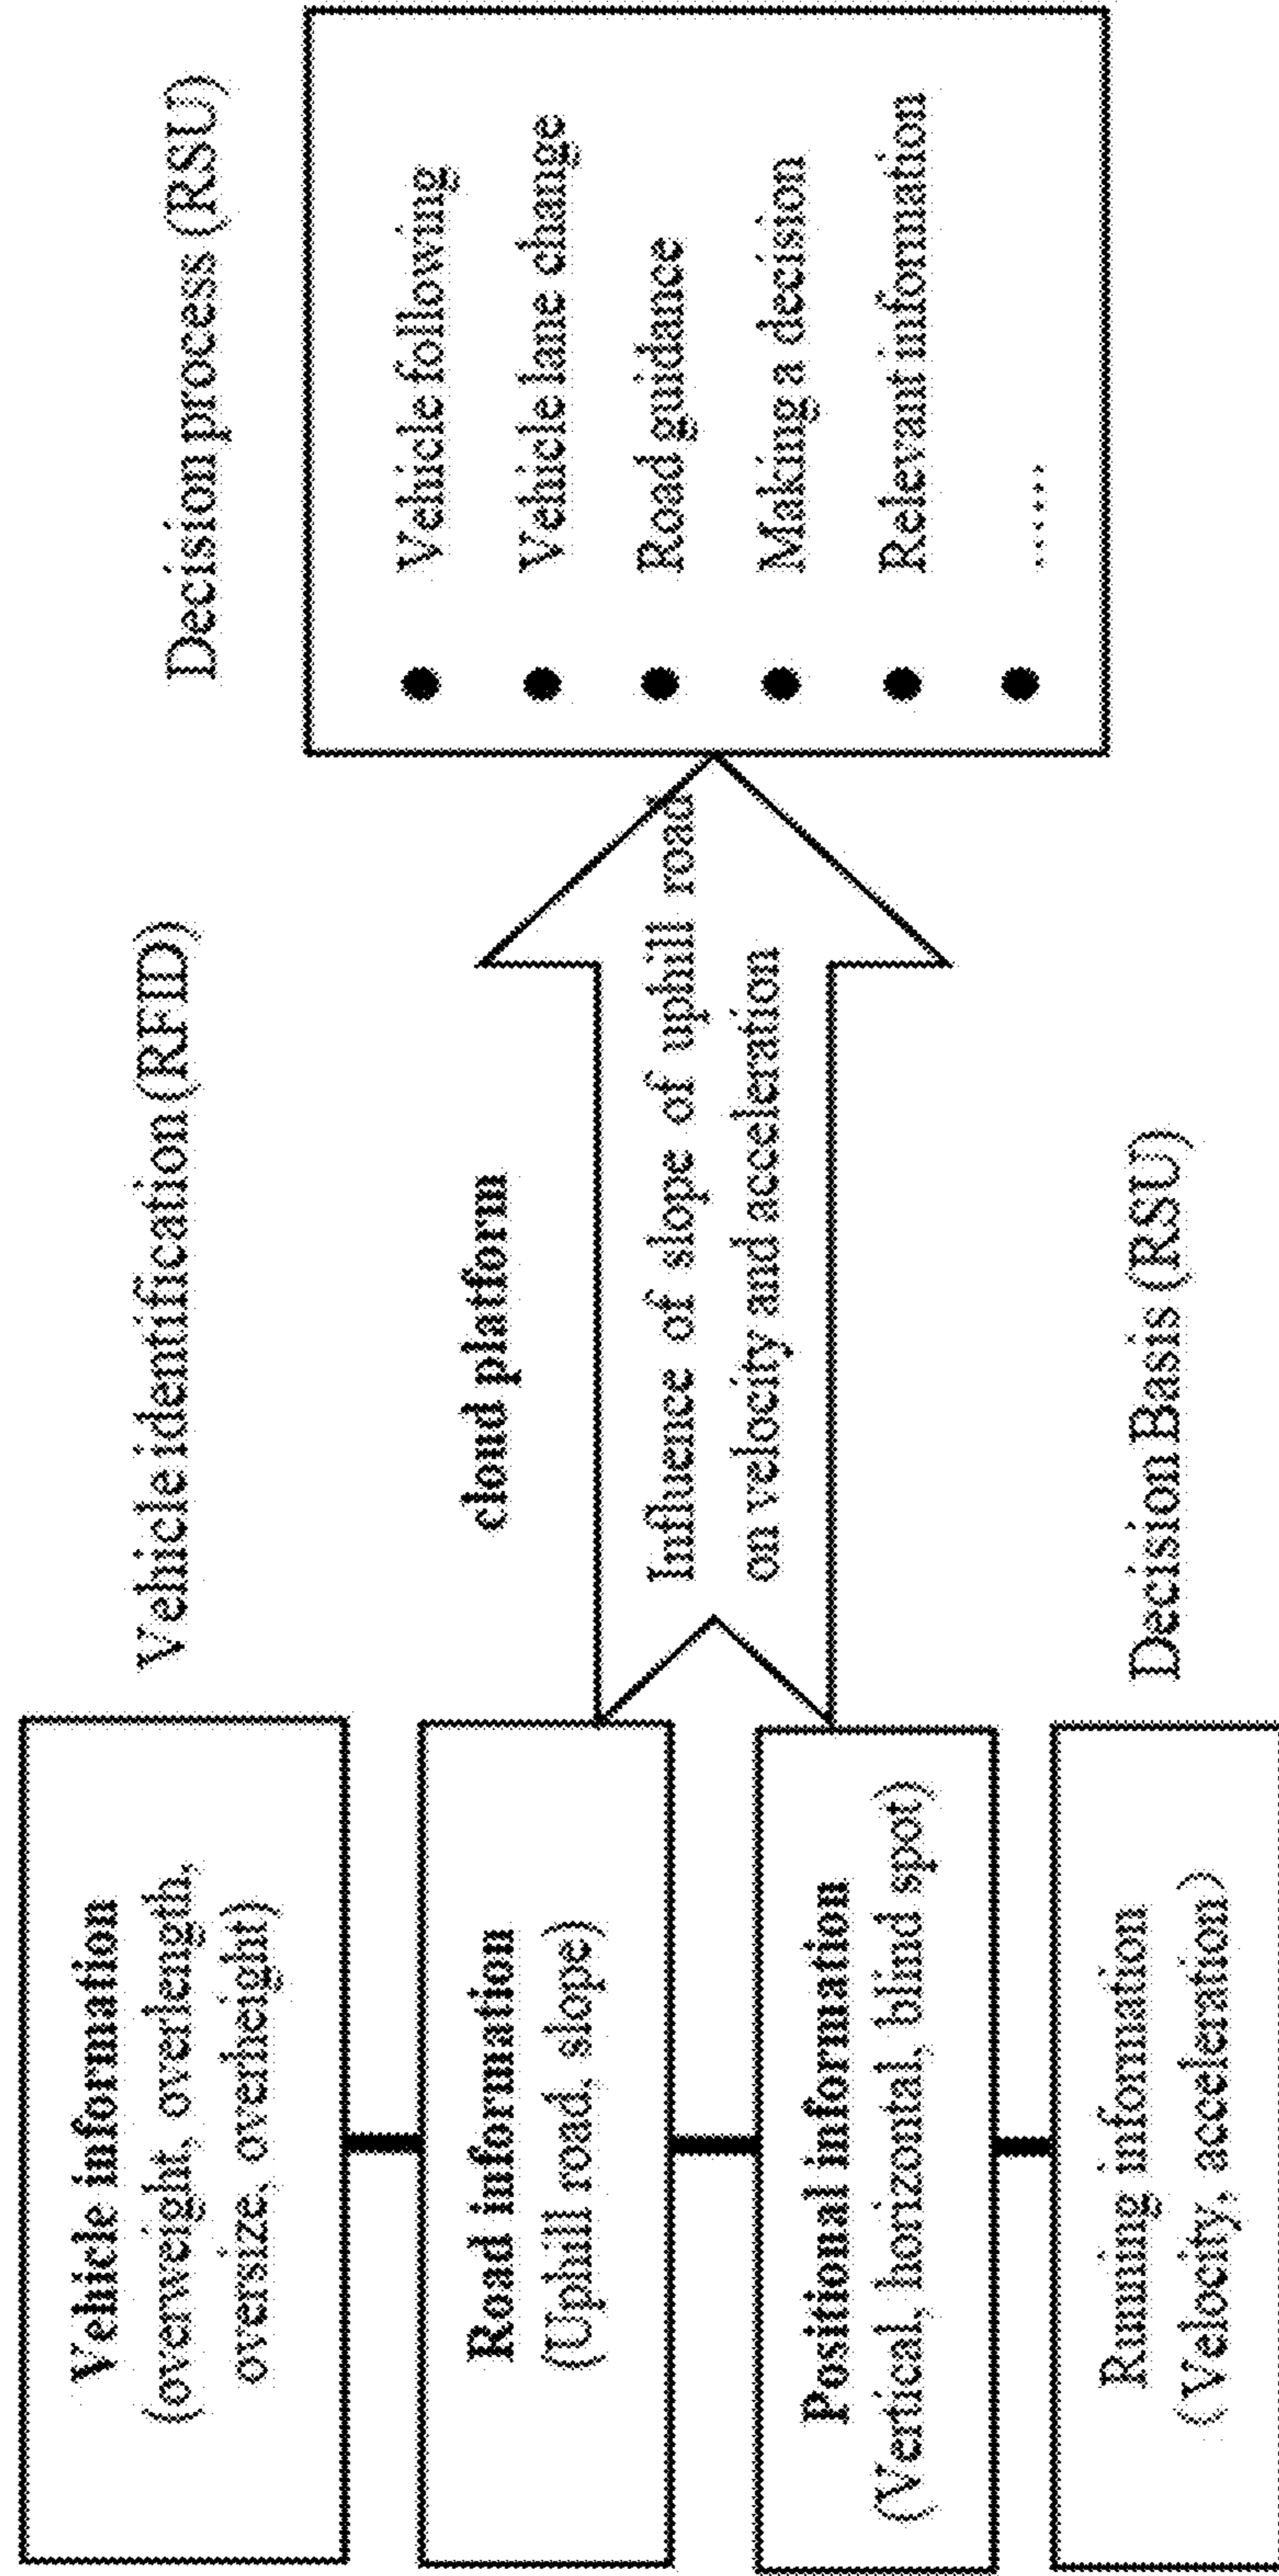 Vehicle information
(overweight, overlength,
oversize, overheight)
Road information
(Uphill road, slope)
Positional information
(Vertical, horizontal, blind spot)
Running information
(Velocity, acceleration)
Vehicle identification (RFID)
cloud platform
Influence of slope of uphill road
on velocity and acceleration
Decision Basis (RSU)
Decision process (RSU)
● Vehicle following
● Vehicle lane change
● Road guidance
● Making a decision
● Relevant information
● ......